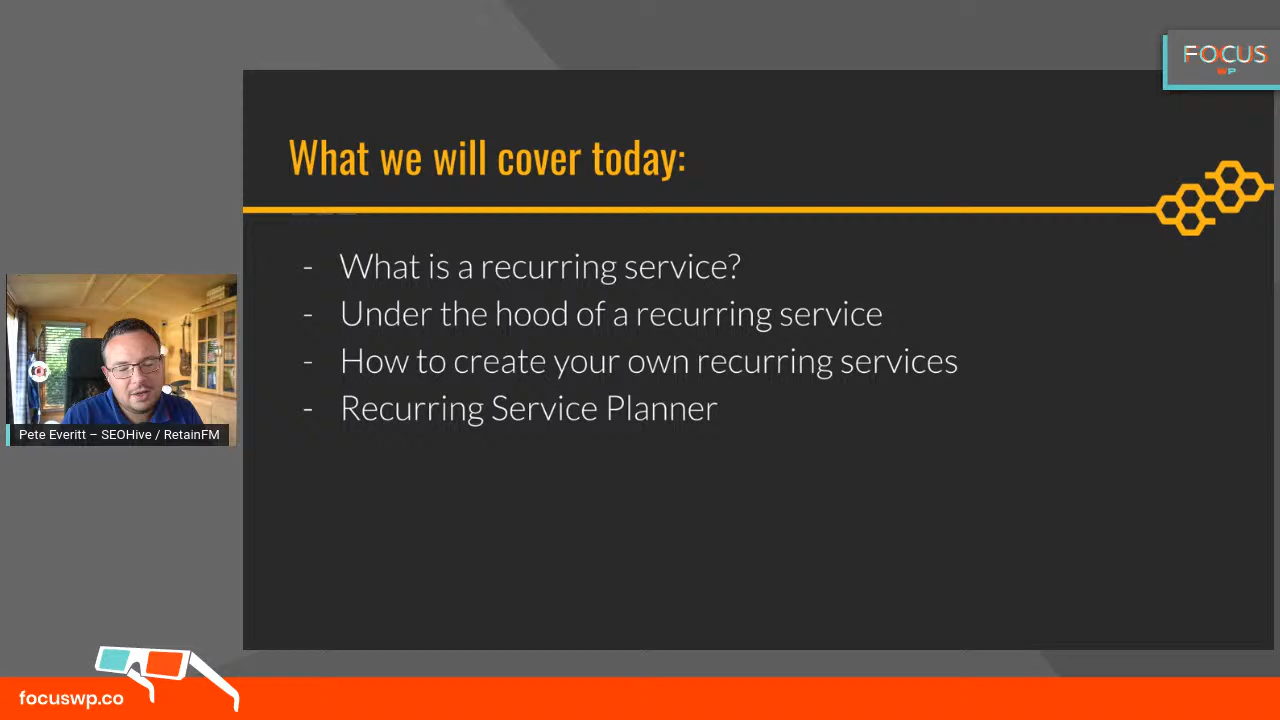 FOCUS
WP
What we will cover today:
- What is a recurring service?
- Under the hood of a recurring service
- How to create your own recurring services
- Recurring Service Planner
Pete Everitt – SEOHive / RetainFM
focuswp.co